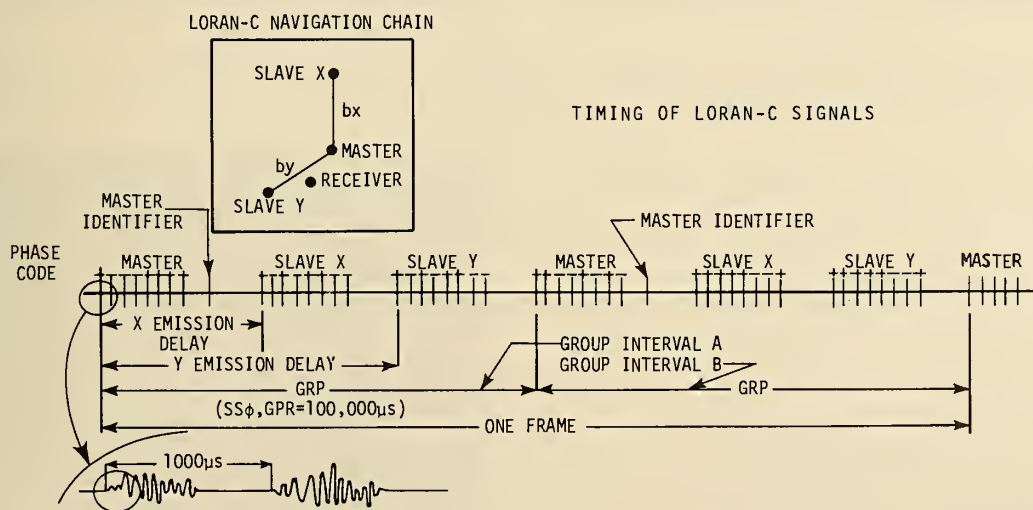 LORAN-C NAVIGATION CHAIN
SLAVE X
bx
TIMING OF LORAN-C SIGNALS
MASTER
by
RECEIVER
SLAVE Y
MASTER
IDENTIFIER
MASTER IDENTIFIER
PHASE
CODE
MASTER
SLAVE X
SLAVE Y
MASTER
SLAVE X
SLAVE Y
MASTER
X EMISSION
DELAY
Y EMISSION DELAY
GROUP INTERVAL A
GROUP INTERVAL B
GRP
GRP
(SSϕ,GPR=100,000µs)
ONE FRAME
1000µs